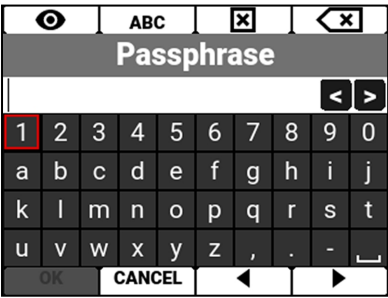 ABC
Passphrase
< >
1 2 3 4 5 6 7 8 9 0
a b c d e f g h i j
k l m n o p q r s t
u v w x y z , . -
OK CANCEL